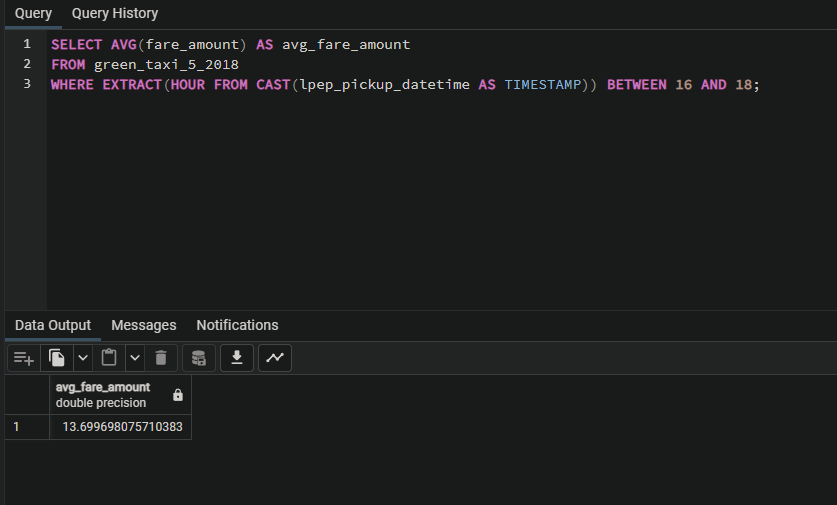 Query Query History
1 SELECT AVG(fare_amount) AS avg_fare_amount
2 FROM green_taxi_5_2018
3 WHERE EXTRACT(HOUR FROM CAST(lpep_pickup_datetime AS TIMESTAMP)) BETWEEN 16 AND 18;
Data Output Messages Notifications
avg_fare_amount
double precision
1 13.699698075710383